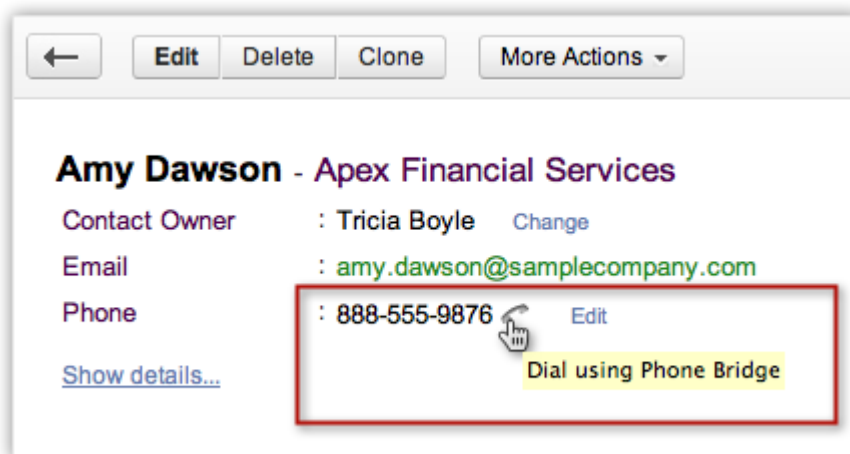 Edit Delete Clone More Actions
Amy Dawson - Apex Financial Services
Contact Owner : Tricia Boyle Change
Email : amy.dawson@samplecompany.com
Phone : 888-555-9876 Edit
Dial using Phone Bridge
Show details...